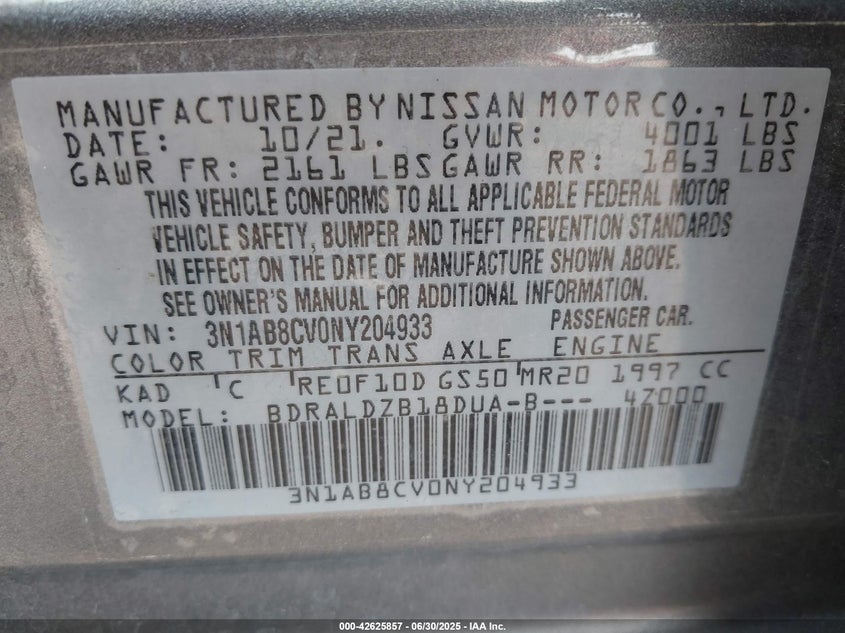 MANUFACTURED BY NISSAN MOTOR CO., LTD.
DATE: 10/21. GVWR: 4001 LBS
GAWR FR: 2161 LBS GAWR RR: 1863 LBS
THIS VEHICLE CONFORMS TO ALL APPLICABLE FEDERAL MOTOR
VEHICLE SAFETY, BUMPER AND THEFT PREVENTION STANDARDS
IN EFFECT ON THE DATE OF MANUFACTURE SHOWN ABOVE.
SEE OWNER'S MANUAL FOR ADDITIONAL INFORMATION.
VIN: 3N1AB8CV0NY204933 PASSENGER CAR.
COLOR TRIM TRANS AXLE ENGINE
KAD C RE0F10D GS50 MR20 1997 CC
MODEL: BDRALDZB18DUA-B--- 4Z000
3N1AB8CV0NY204933
000-42625857 - 06/30/2025 - IAA Inc.